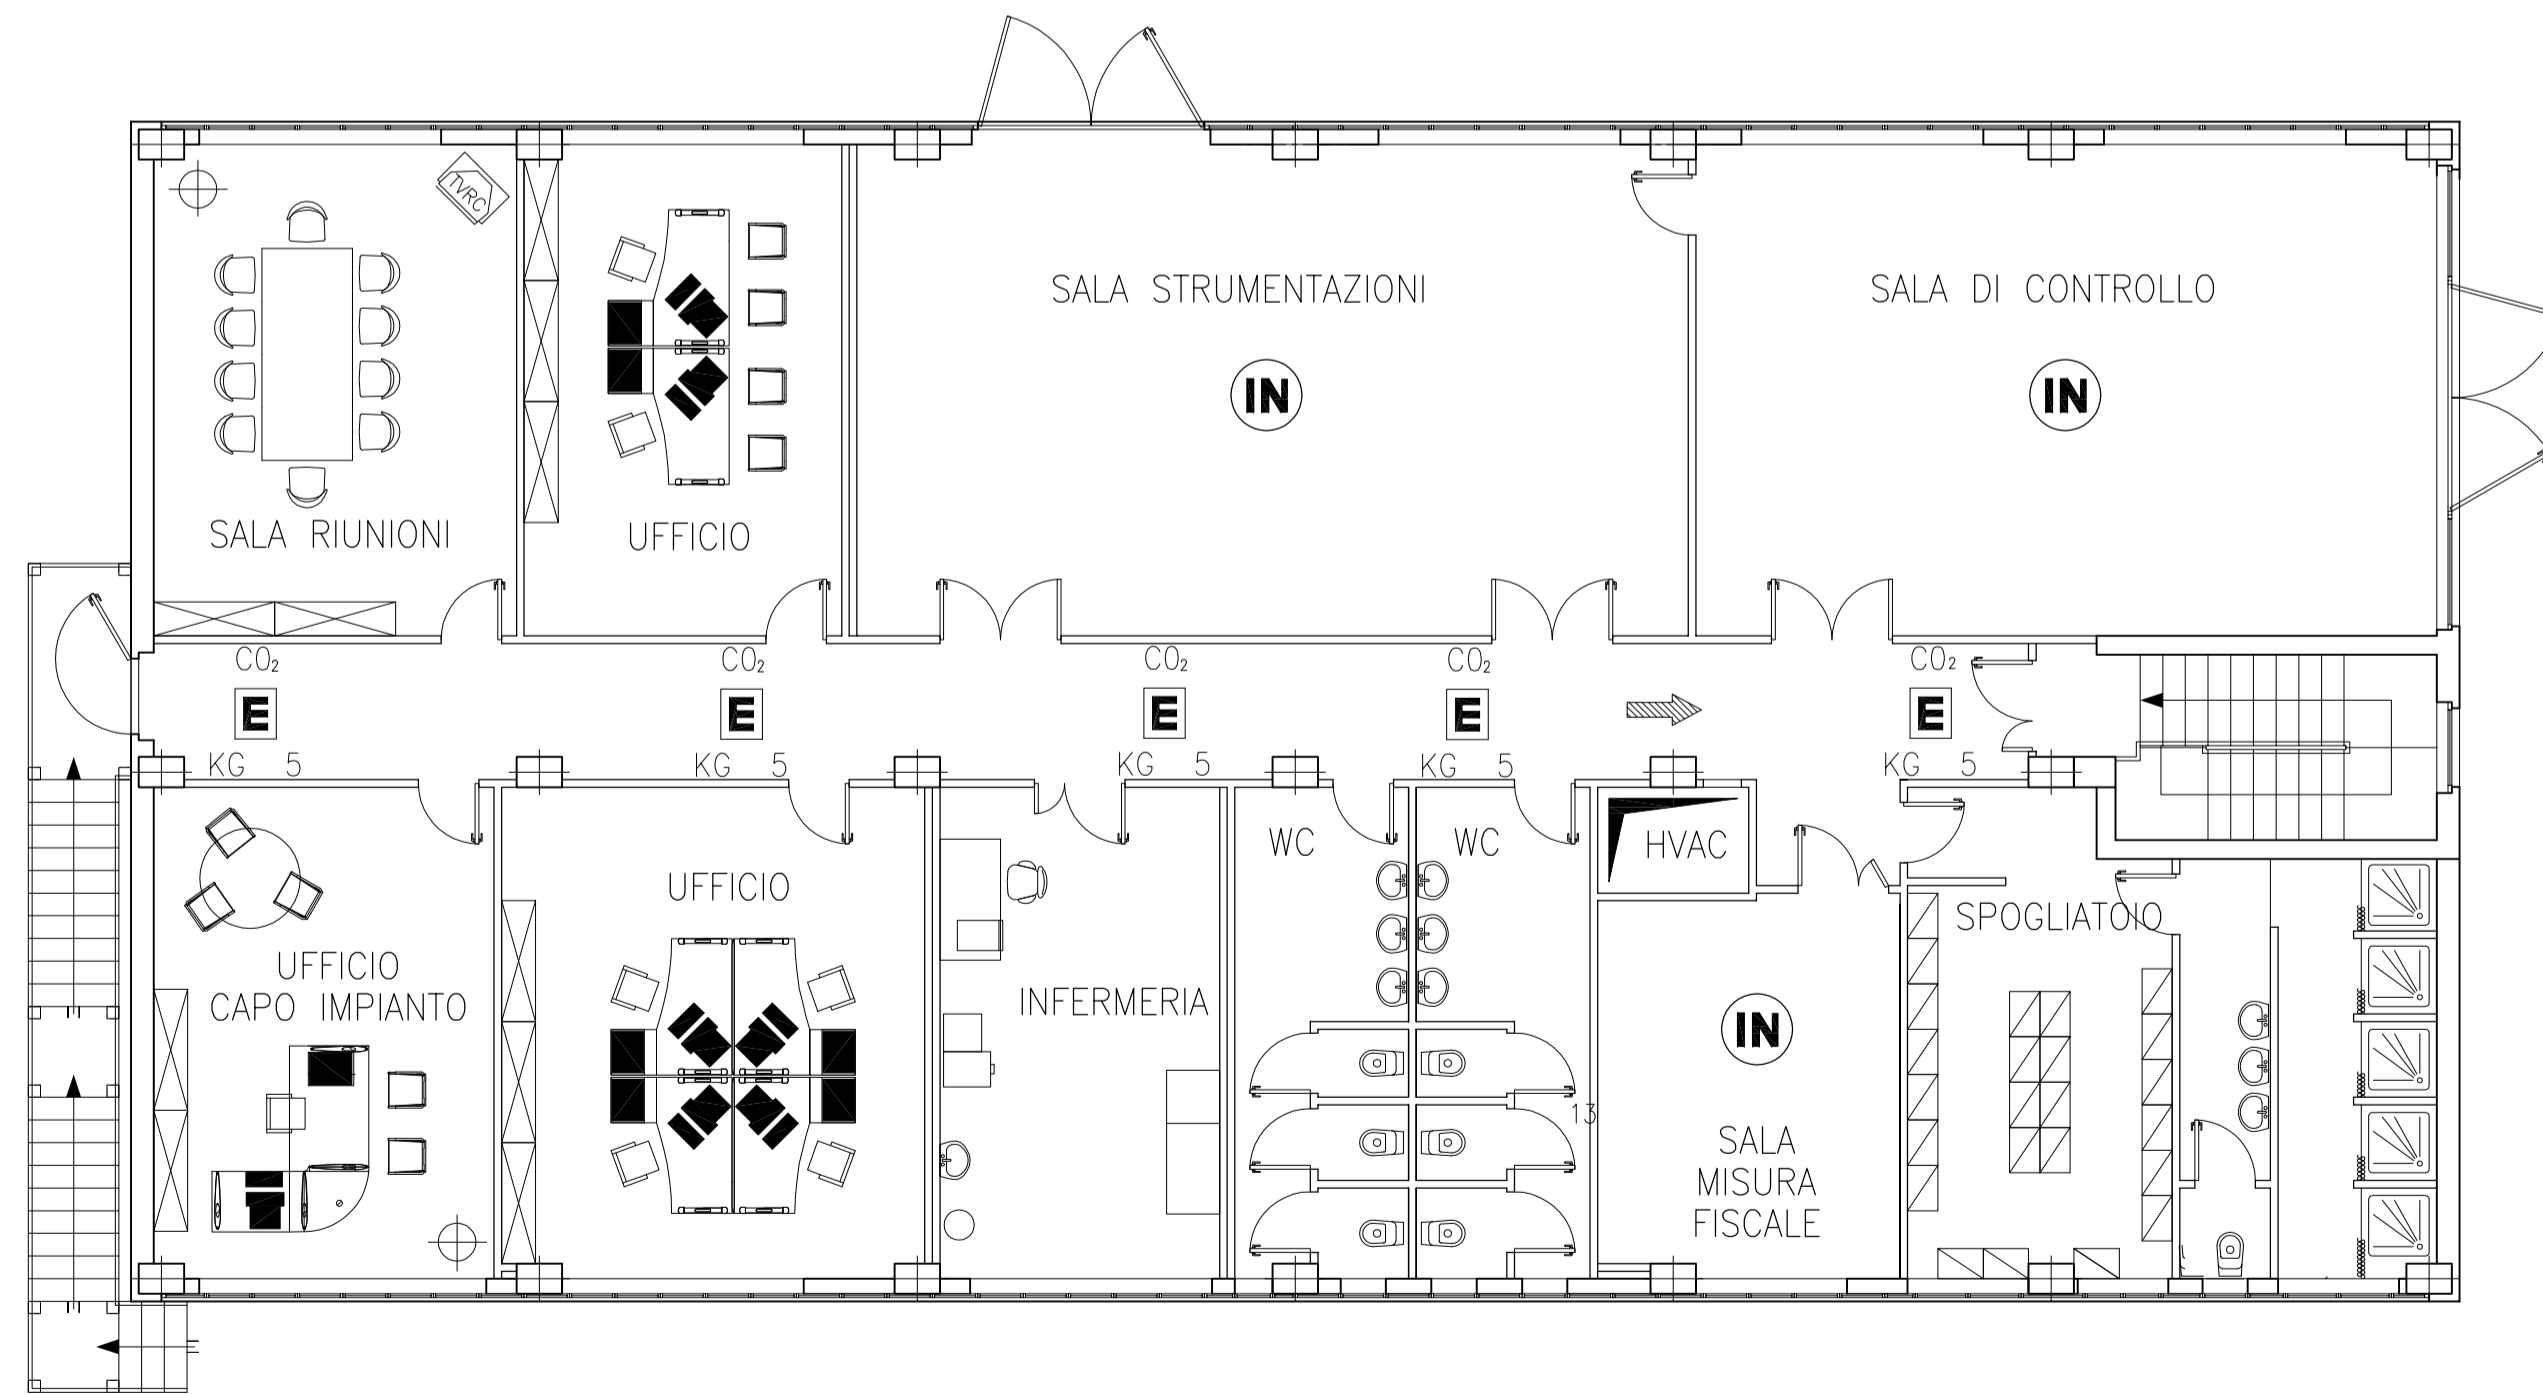 TVRC
SALA STRUMENTAZIONI
SALA DI CONTROLLO
IN
IN
SALA RIUNIONI
UFFICIO
CO₂
CO₂
CO₂
CO₂
CO₂
E
E
E
E
E
KG 5
KG 5
KG 5
KG 5
KG 5
WC
WC
HVAC
UFFICIO
SPOGLIATOIO
UFFICIO
CAPO IMPIANTO
INFERMERIA
IN
13
SALA
MISURA
FISCALE